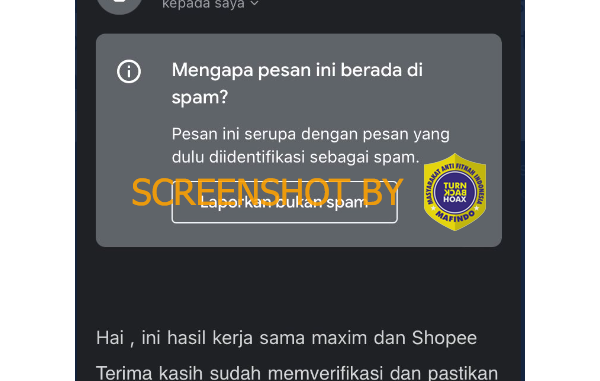 kepada saya
Mengapa pesan ini berada di
spam?
Pesan ini serupa dengan pesan yang
dulu diidentifikasi sebagai spam.
SCREENSHOT BY
Laporkan bukan spam
MASYARAKAT ANTI FITNAH INDONESIA
TURN
BACK
HOAX
MAFINDO
Hai , ini hasil kerja sama maxim dan Shopee
Terima kasih sudah memverifikasi dan pastikan